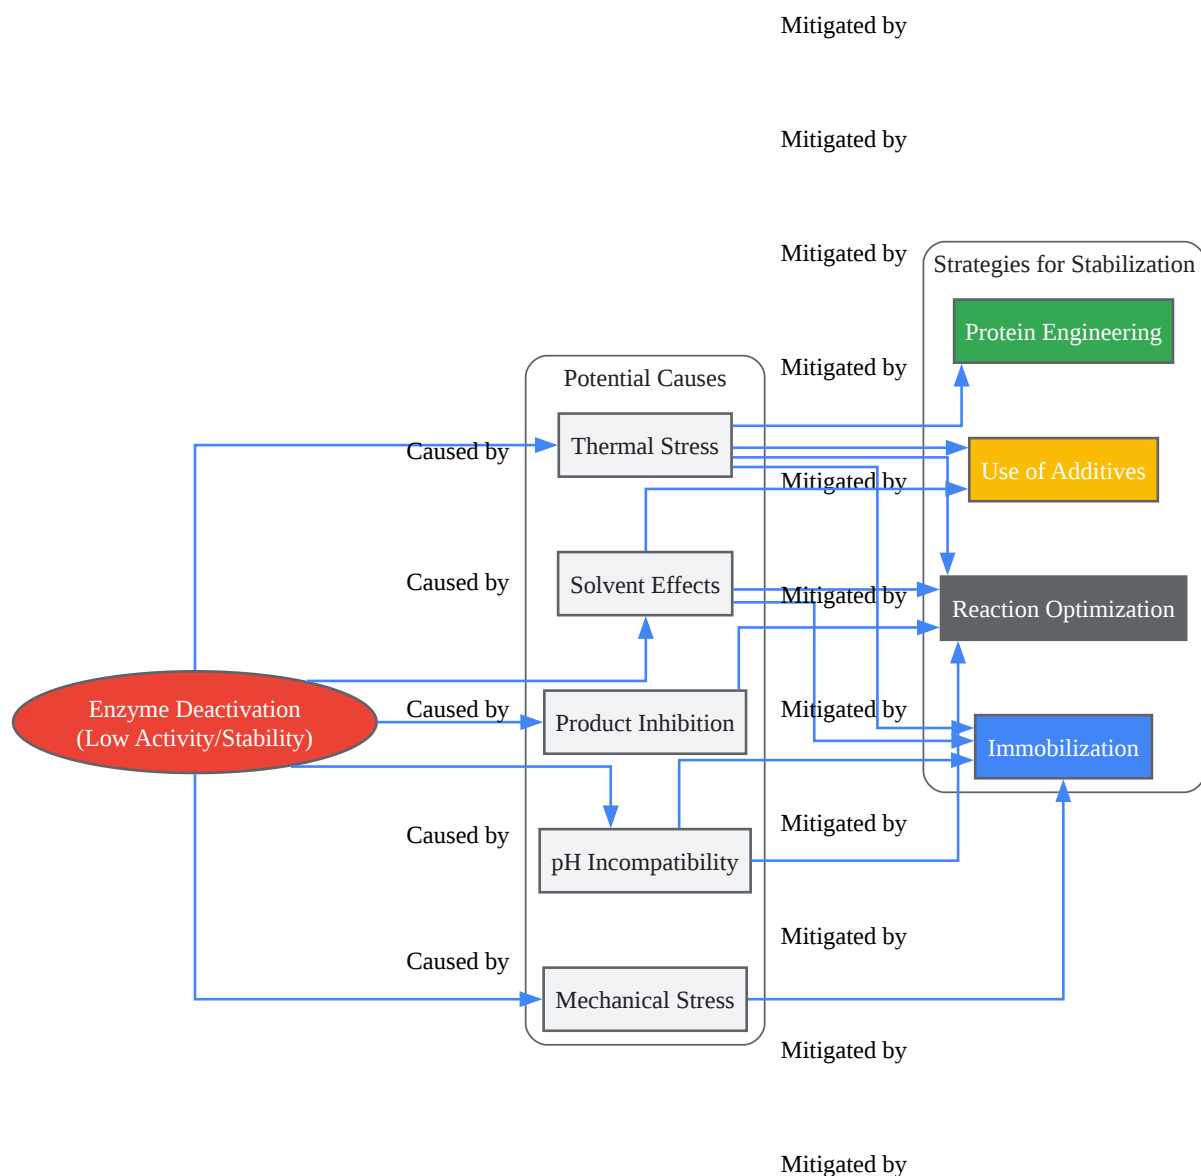 Mitigated by
Mitigated by
Mitigated by
Strategies for Stabilization
Protein Engineering
Mitigated by
Potential Causes
Thermal Stress
Caused by
Use of Additives
Mitigated by
Caused by
Solvent Effects
Mitigated by
Reaction Optimization
Enzyme Deactivation
(Low Activity/Stability)
Caused by
Product Inhibition
Mitigated by
Immobilization
Mitigated by
Caused by
pH Incompatibility
Mitigated by
Caused by
Mechanical Stress
Mitigated by
Mitigated by